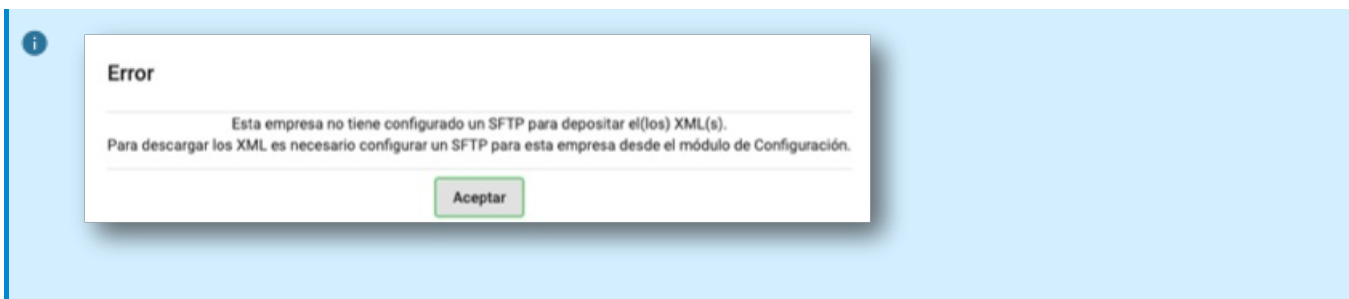 Error
Esta empresa no tiene configurado un SFTP para depositar el(los) XML(s).
Para descargar los XML es necesario configurar un SFTP para esta empresa desde el módulo de Configuración.
Aceptar